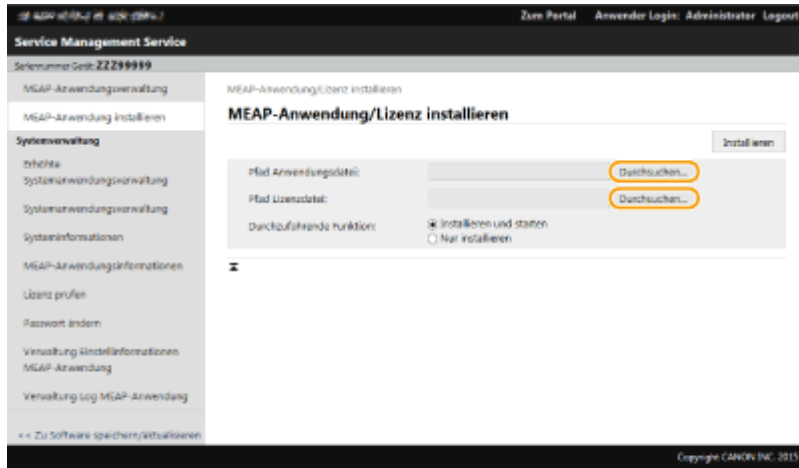 Zum Portal Anwender Login: Administrator Logout
Service Management Service
Seriennummer Gerät: ZZZ99999
MEAP-Anwendungsverwaltung
MEAP-Anwendung installieren
Systemverwaltung
Erhöhte
Systemanwendungsverwaltung
Systemanwendungsverwaltung
Systeminformationen
MEAP-Anwendungsinformationen
Lizenz prüfen
Passwort ändern
Verwaltung Einstellinformationen
MEAP-Anwendung
Verwaltung Log MEAP-Anwendung
<< Zu Software speichern/aktualisieren
MEAP-Anwendung/Lizenz installieren
MEAP-Anwendung/Lizenz installieren
Installieren
Pfad Anwendungsdatei: Durchsuchen...
Pfad Lizenzdatei: Durchsuchen...
Durchzuführende Funktion: Installieren und starten
Nur installieren
Copyright CANON INC. 2015